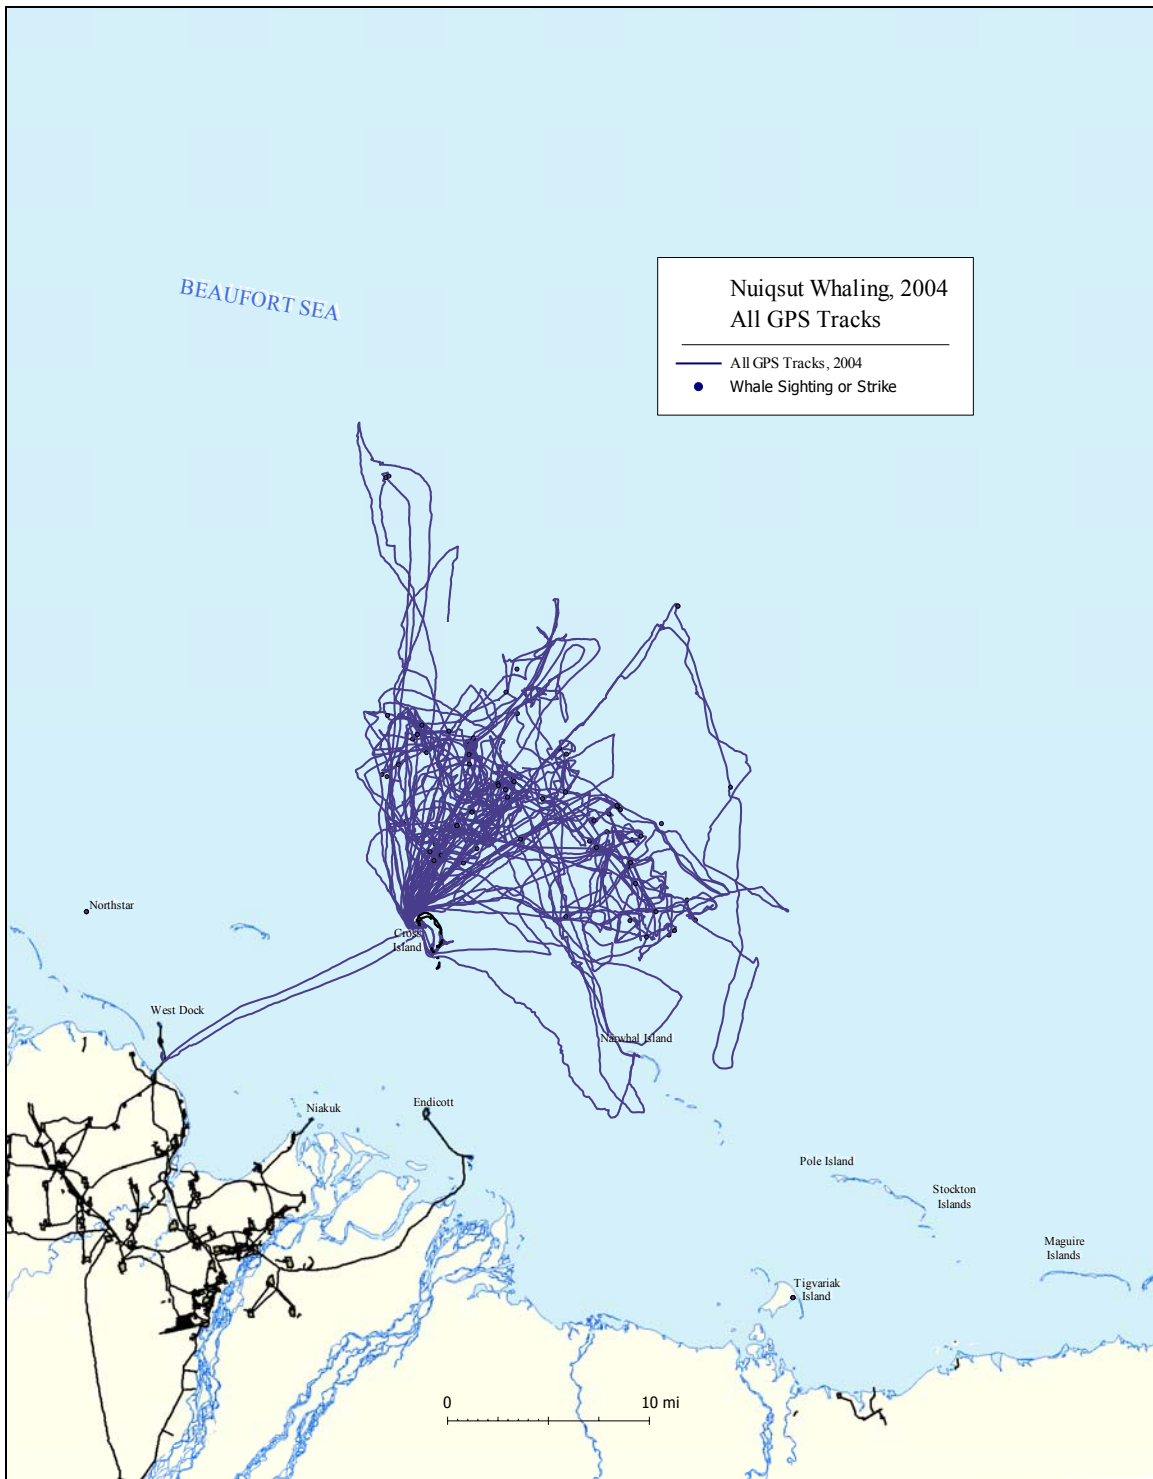 BEAUFORT SEA
Nuiqsut Whaling, 2004
All GPS Tracks
All GPS Tracks, 2004
Whale Sighting or Strike
Northstar
Cross
Island
West Dock
Narwhal Island
Endicott
Niakuk
Pole Island
Stockton
Islands
Maguire
Islands
Tigvariak
Island
0 10 mi